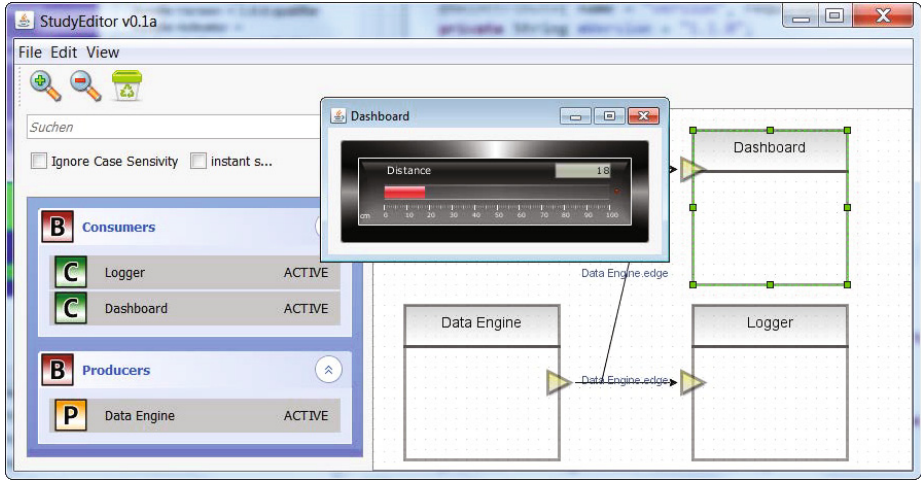 StudyEditor v0.1a
File Edit View
Suchen
Ignore Case Sensivity
instant s...
B Consumers
C Logger ACTIVE
C Dashboard ACTIVE
B Producers
P Data Engine ACTIVE
Dashboard
Distance 18
cm 0 10 20 30 40 50 60 70 80 90 100
Dashboard
Data Engine.edge
Data Engine
Logger
Data Engine.edge